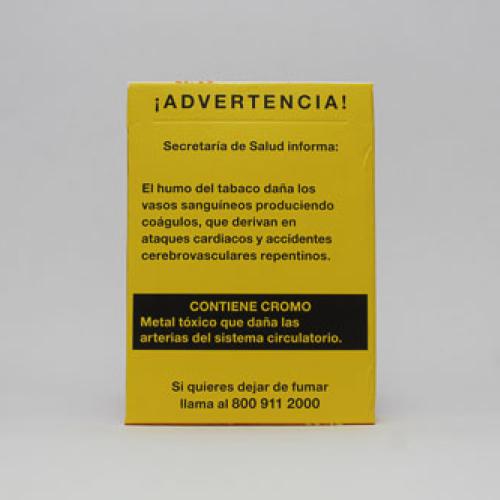 ¡ADVERTENCIA!
Secretaría de Salud informa:
El humo del tabaco daña los
vasos sanguíneos produciendo
coágulos, que derivan en
ataques cardiacos y accidentes
cerebrovasculares repentinos.
CONTIENE CROMO
Metal tóxico que daña las
arterias del sistema circulatorio.
Si quieres dejar de fumar
llama al 800 911 2000